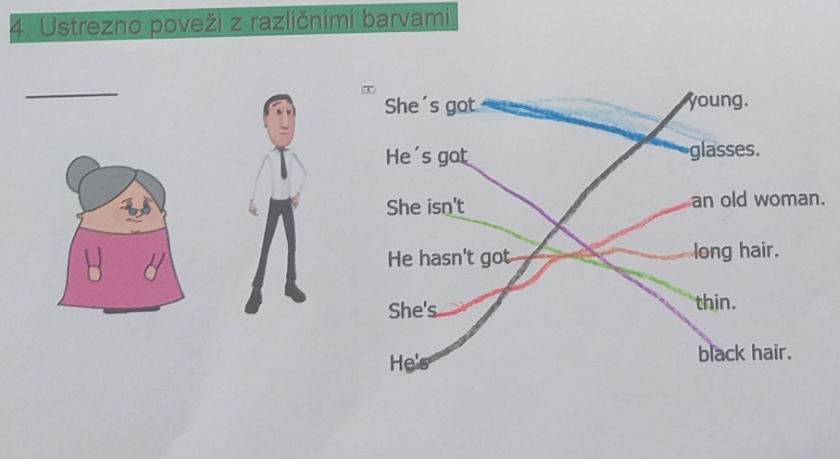 4. Ustrezno poveži z različnimi barvami.
She´s got
young.
He´s got
glasses.
She isn't
an old woman.
He hasn't got
long hair.
She's
thin.
He's
black hair.